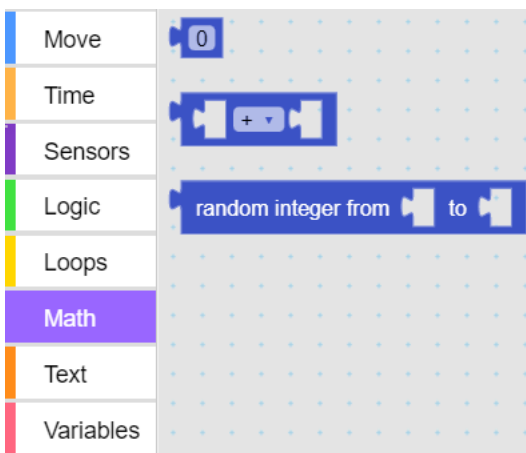 Move
Time
Sensors
Logic
Loops
Math
Text
Variables
0
+ ▾
random integer from to